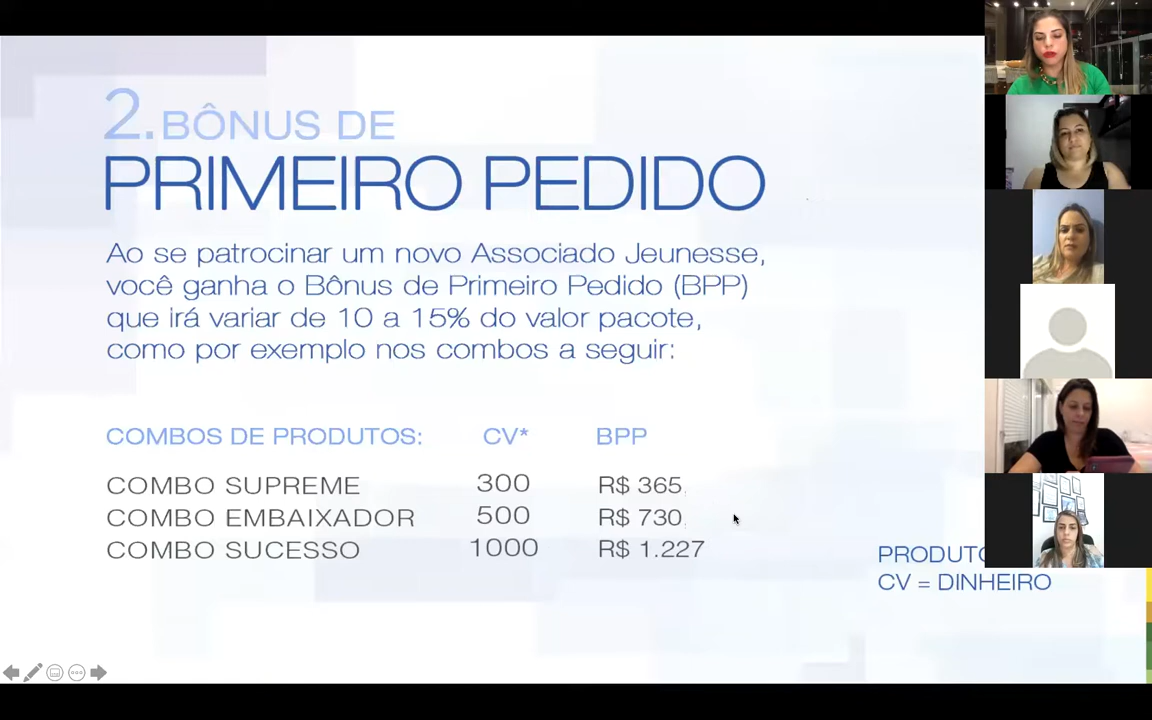 2.BÔNUS DE
PRIMEIRO PEDIDO
Ao se patrocinar um novo Associado Jeunesse,
você ganha o Bônus de Primeiro Pedido (BPP)
que irá variar de 10 a 15% do valor pacote,
como por exemplo nos combos a seguir:
COMBOS DE PRODUTOS: CV* BPP
COMBO SUPREME 300 R$ 365
COMBO EMBAIXADOR 500 R$ 730
COMBO SUCESSO 1000 R$ 1.227
PRODUTO
CV = DINHEIRO